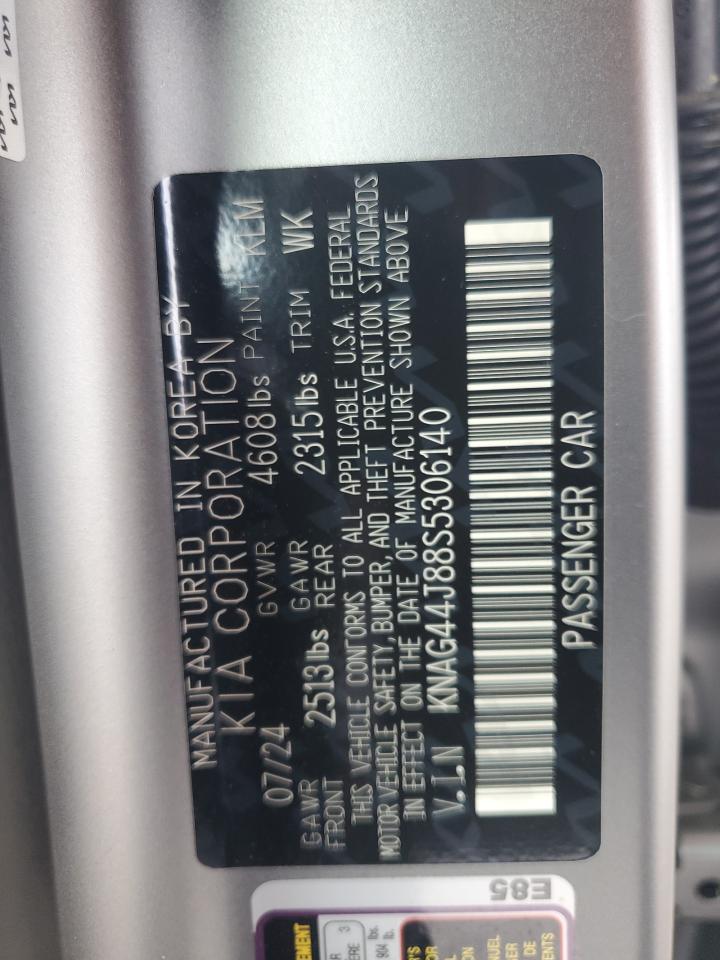 MANUFACTURED IN KOREA BY
KIA CORPORATION
07/24 GVWR 4608lbs PAINT KLM
GAWR FRONT 2513lbs GAWR REAR 2315lbs TRIM WK
THIS VEHICLE CONFORMS TO ALL APPLICABLE U.S.A. FEDERAL
MOTOR VEHICLE SAFETY, BUMPER, AND THEFT PREVENTION STANDARDS
IN EFFECT ON THE DATE OF MANUFACTURE SHOWN ABOVE
V.I.N KNAG44J88S5306140
PASSENGER CAR
E85